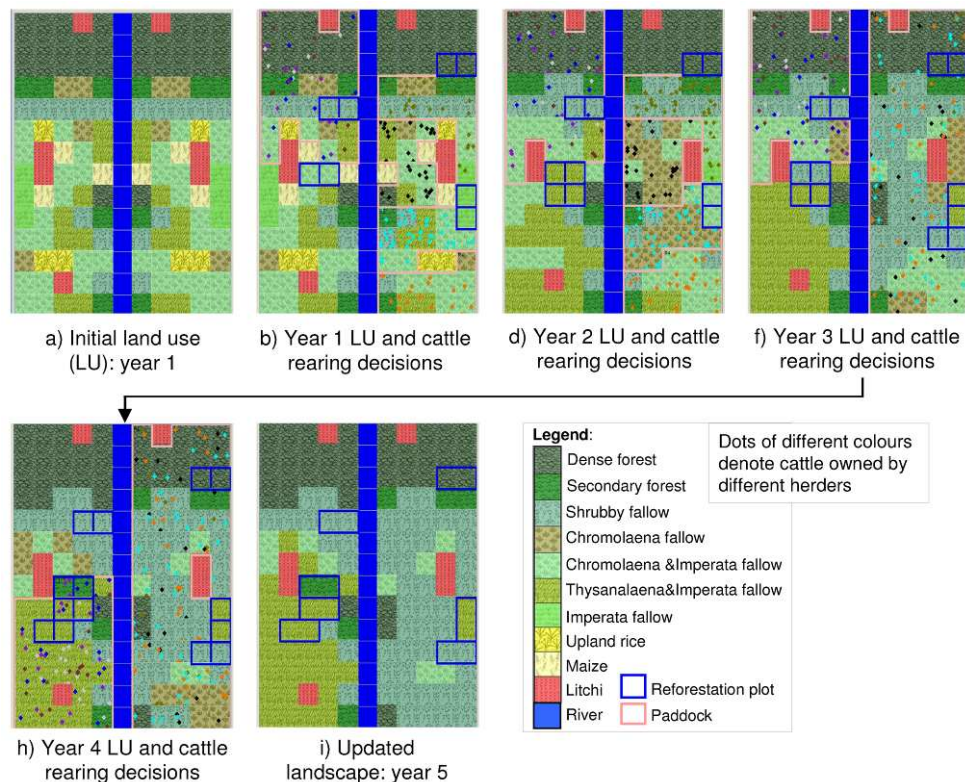 a) Initial land use
(LU): year 1
b) Year 1 LU and cattle
rearing decisions
d) Year 2 LU and cattle
rearing decisions
f) Year 3 LU and cattle
rearing decisions
h) Year 4 LU and cattle
rearing decisions
i) Updated
landscape: year 5
Legend:
Dense forest
Secondary forest
Shrubby fallow
Chromolaena fallow
Chromolaena &Imperata fallow
Thysanalaena&Imperata fallow
Imperata fallow
Upland rice
Maize
Litchi
River
Reforestation plot
Paddock
Dots of different colours
denote cattle owned by
different herders